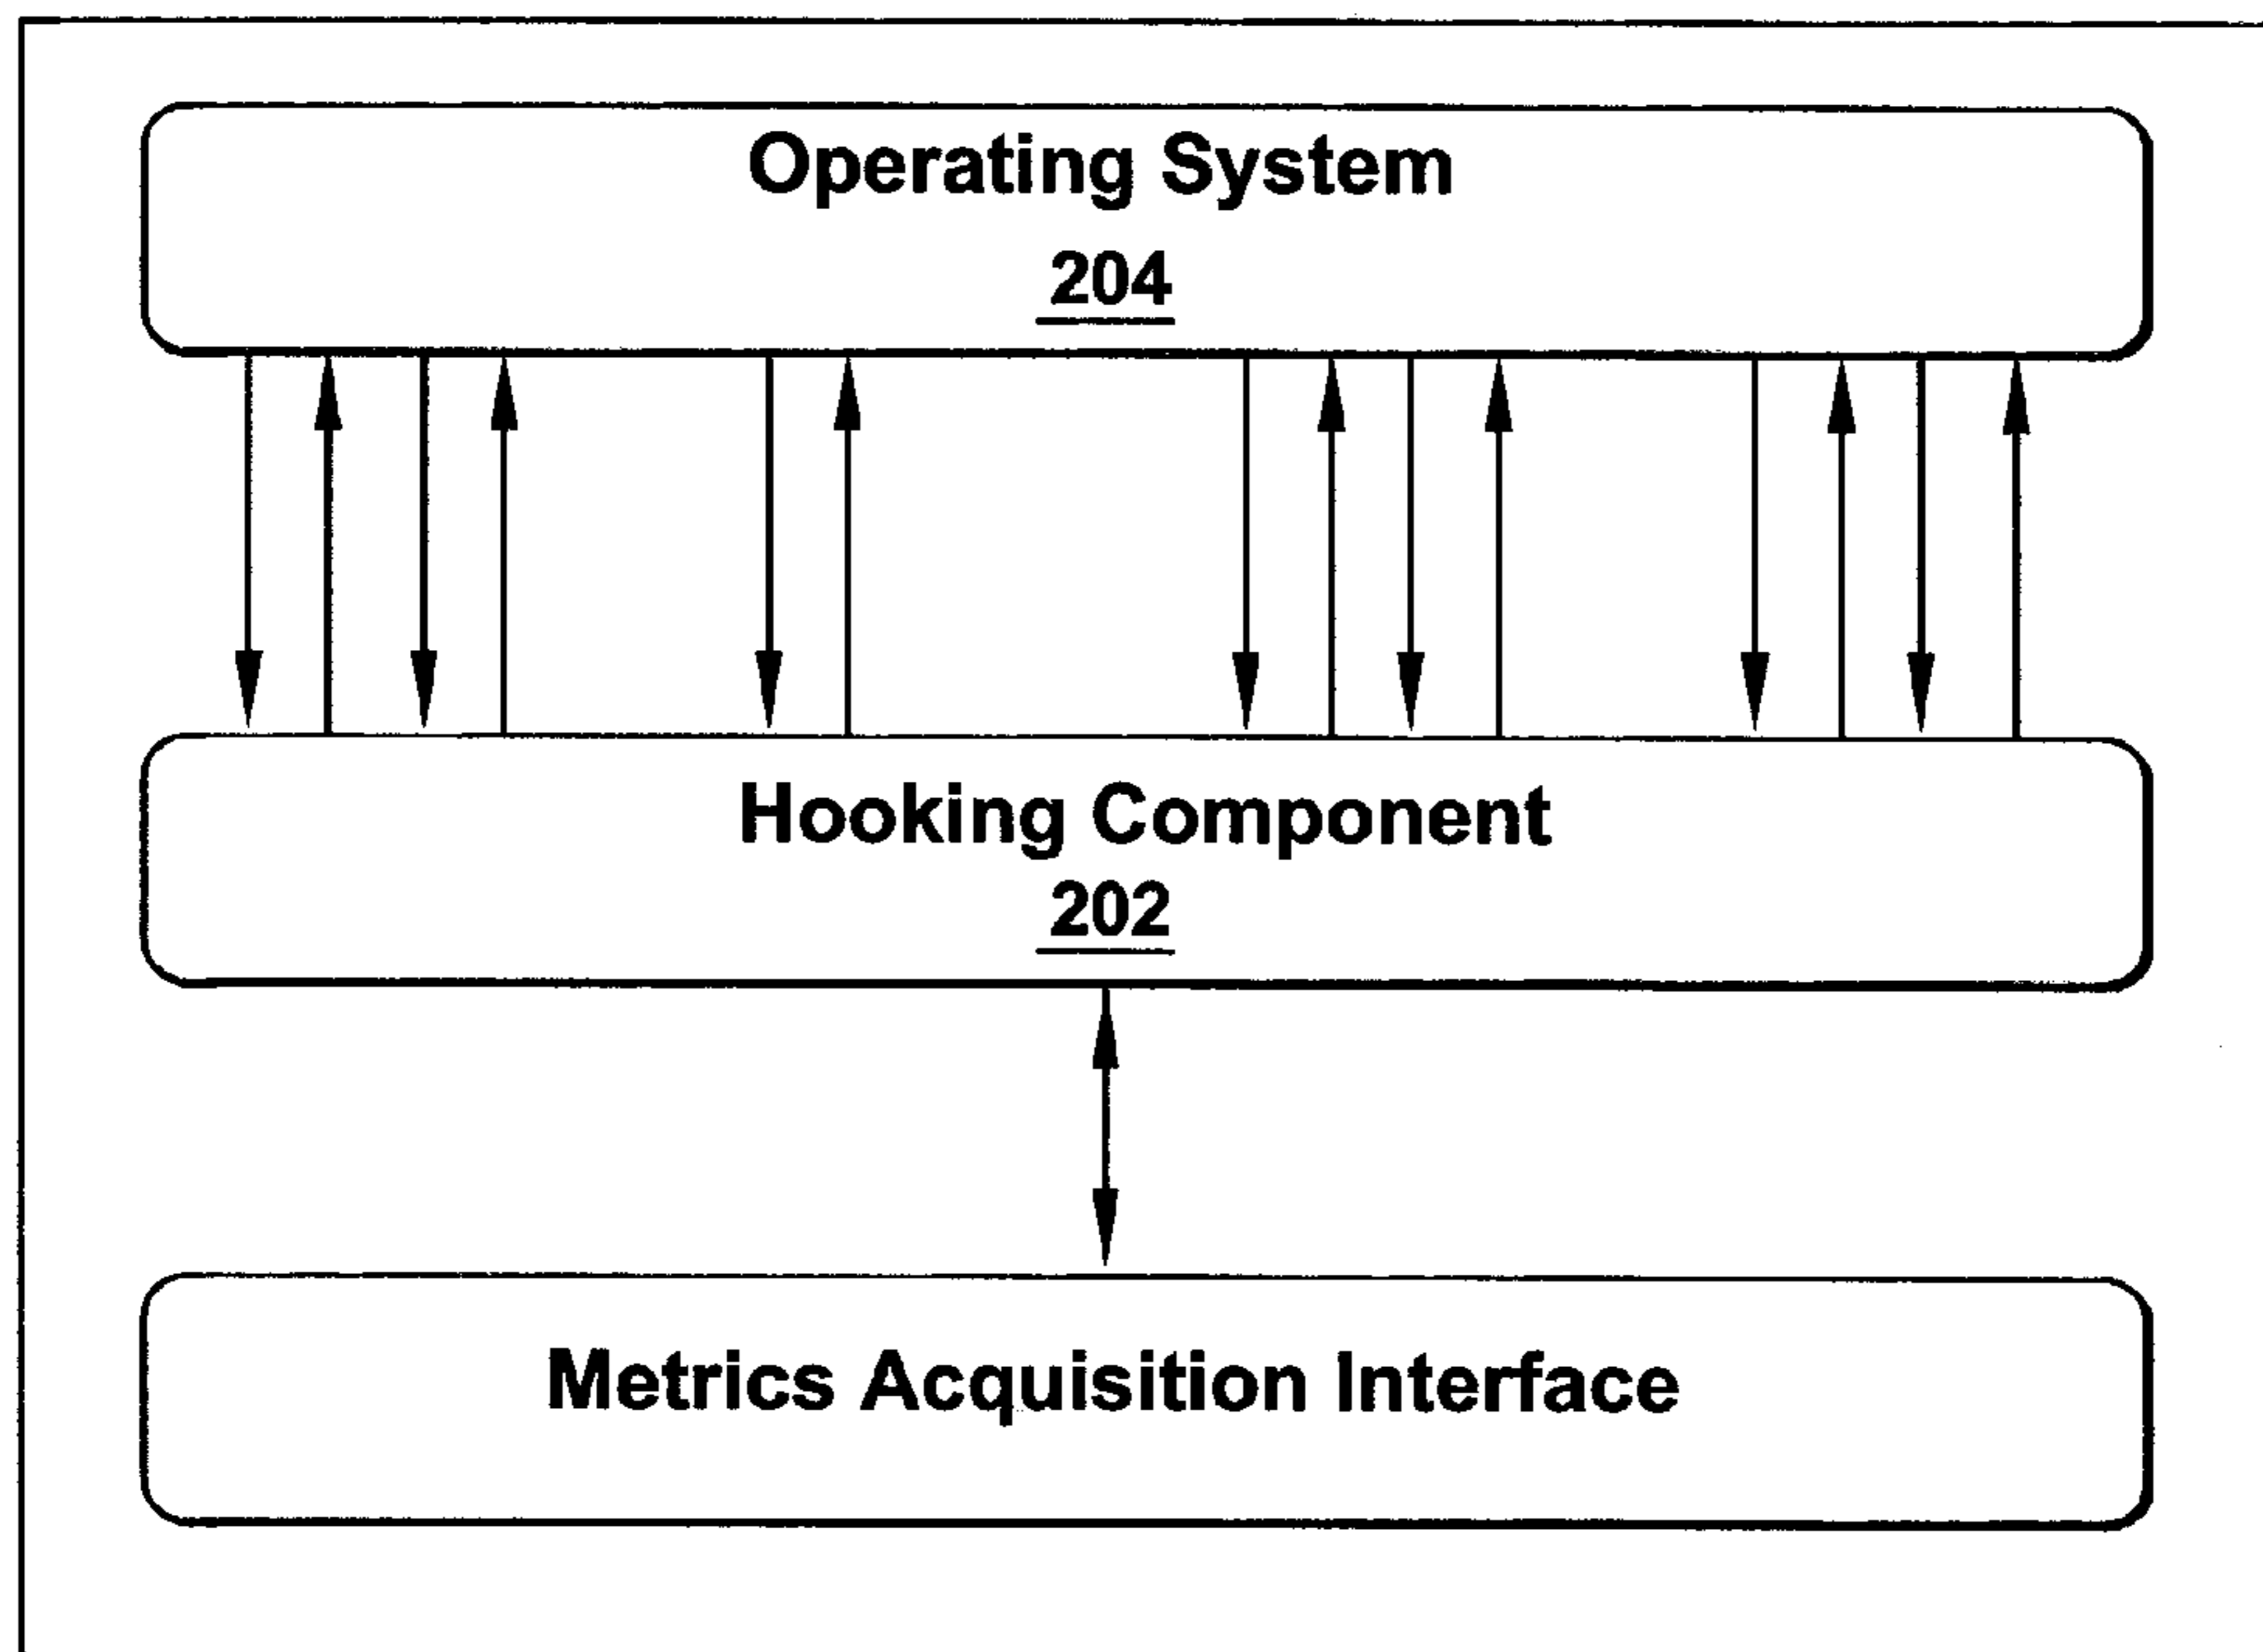 Operating System
204
Hooking Component
202
Metrics Acquisition Interface